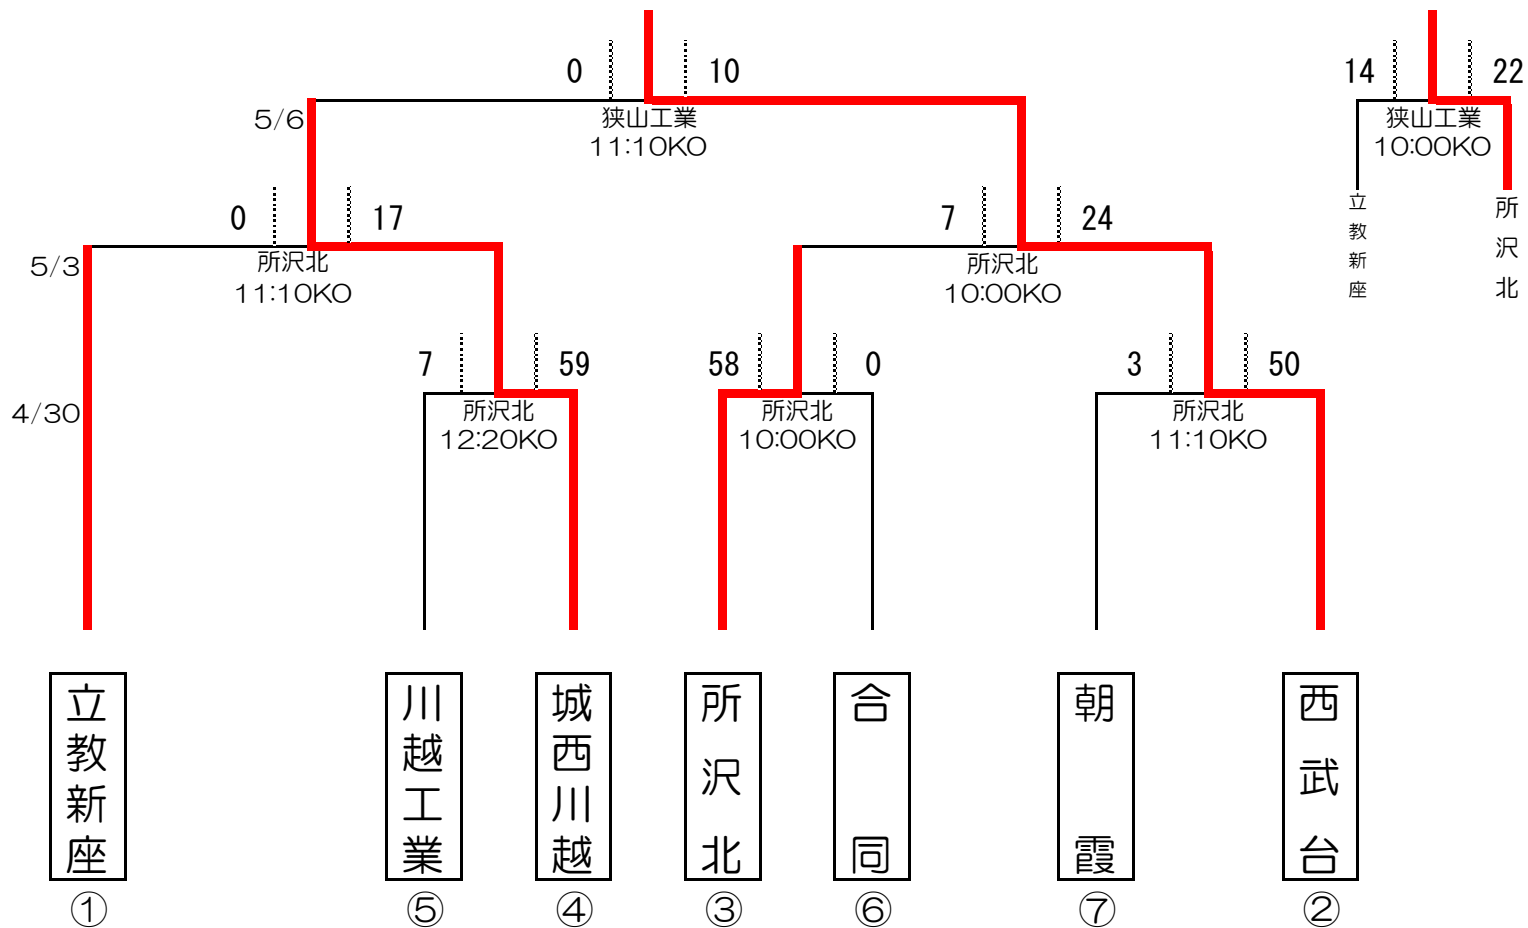 0 10
14 22
5/6
狭山工業
11:10KO
狭山工業
10:00KO
立教新座
所沢北
0 17
7 24
5/3
所沢北
11:10KO
所沢北
10:00KO
7 59
58 0
3 50
4/30
所沢北
12:20KO
所沢北
10:00KO
所沢北
11:10KO
立教新座
川越工業
城西川越
所沢北
合同
朝霞
西武台
① ⑤ ④ ③ ⑥ ⑦ ②